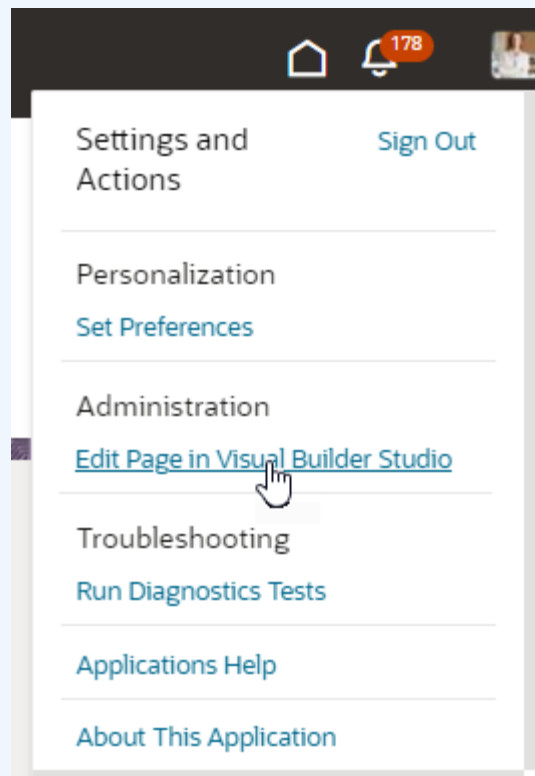 178
Settings and Sign Out
Actions
Personalization
Set Preferences
Administration
Edit Page in Visual Builder Studio
Troubleshooting
Run Diagnostics Tests
Applications Help
About This Application